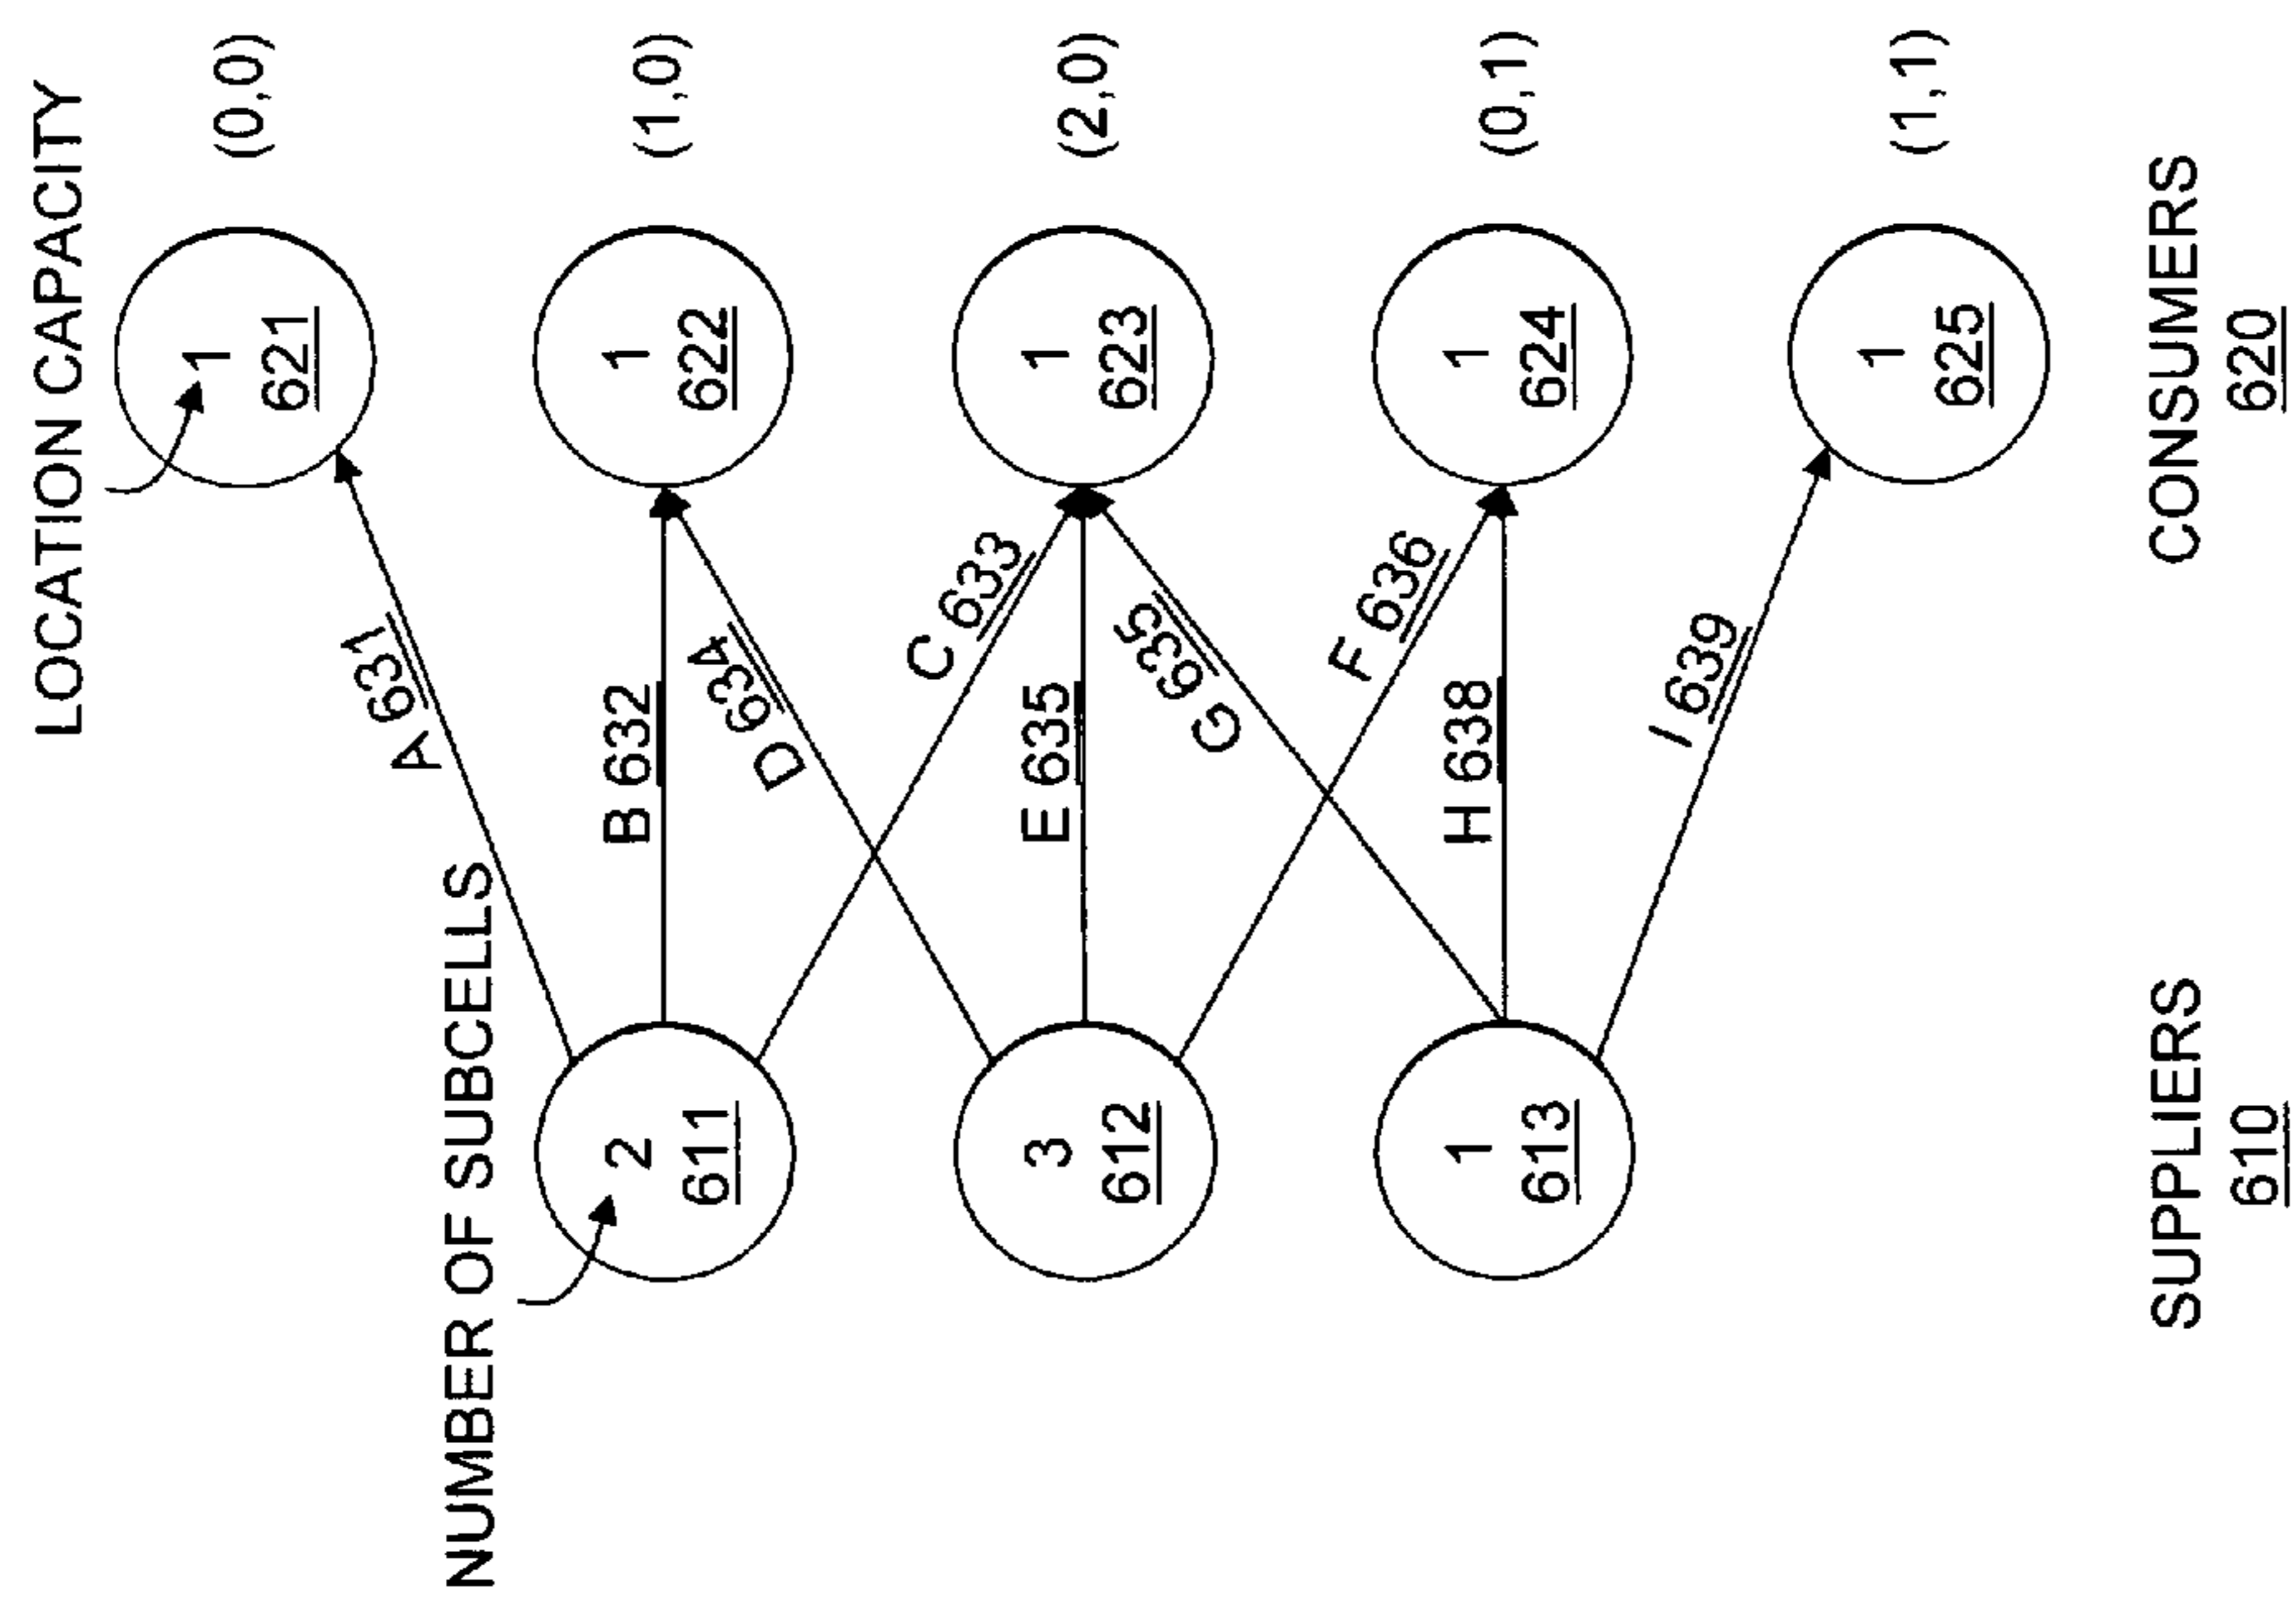 LOCATION CAPACITY
1
621
(0,0)
A 631
NUMBER OF SUBCELLS
2
611
B 632
1
622
(1,0)
D 634
C 633
3
612
E 635
1
623
(2,0)
G 635
F 636
1
613
H 638
1
624
(0,1)
I 639
1
625
(1,1)
SUPPLIERS
610
CONSUMERS
620